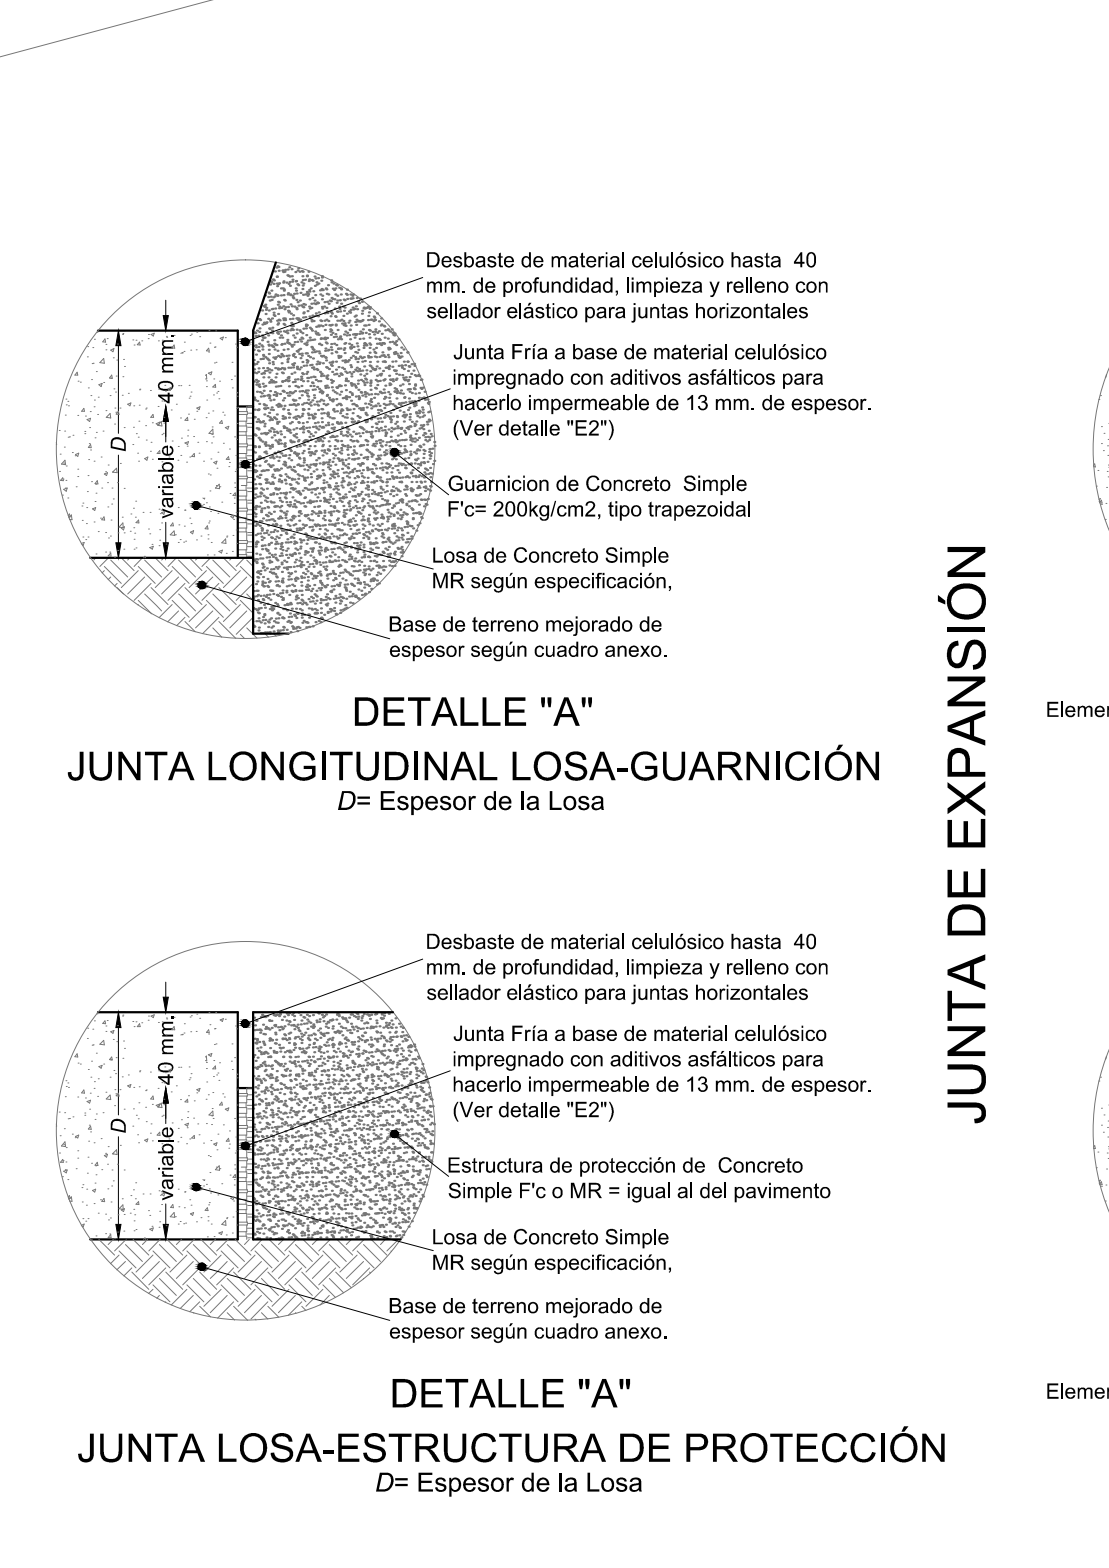 Desbaste de material celulósico hasta 40
mm. de profundidad, limpieza y relleno con
sellador elástico para juntas horizontales
Junta Fría a base de material celulósico
impregnado con aditivos asfálticos para
hacerlo impermeable de 13 mm. de espesor.
(Ver detalle "E2")
Guarnicion de Concreto Simple
F'c= 200kg/cm2, tipo trapezoidal
Losa de Concreto Simple
MR según especificación,
Base de terreno mejorado de
espesor según cuadro anexo.
D
variable
40 mm.
DETALLE "A"
JUNTA LONGITUDINAL LOSA-GUARNICIÓN
D= Espesor de la Losa
JUNTA DE EXPANSIÓN
Desbaste de material celulósico hasta 40
mm. de profundidad, limpieza y relleno con
sellador elástico para juntas horizontales
Junta Fría a base de material celulósico
impregnado con aditivos asfálticos para
hacerlo impermeable de 13 mm. de espesor.
(Ver detalle "E2")
Estructura de protección de Concreto
Simple F'c o MR = igual al del pavimento
Losa de Concreto Simple
MR según especificación,
Base de terreno mejorado de
espesor según cuadro anexo.
D
variable
40 mm.
DETALLE "A"
JUNTA LOSA-ESTRUCTURA DE PROTECCIÓN
D= Espesor de la Losa